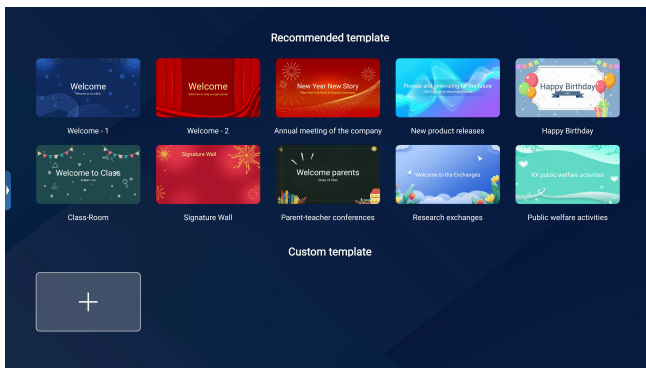 Recommended template
Welcome
Welcome
New Year New Story
Pioneer and innovating for the future
Happy Birthday
Welcome - 1
Welcome - 2
Annual meeting of the company
New product releases
Happy Birthday
Welcome to Class
Signature Wall
Welcome parents
Class of 20xx
Welcome to the Exchanges
XX public welfare activities
Class-Room
Signature Wall
Parent-teacher conferences
Research exchanges
Public welfare activities
Custom template